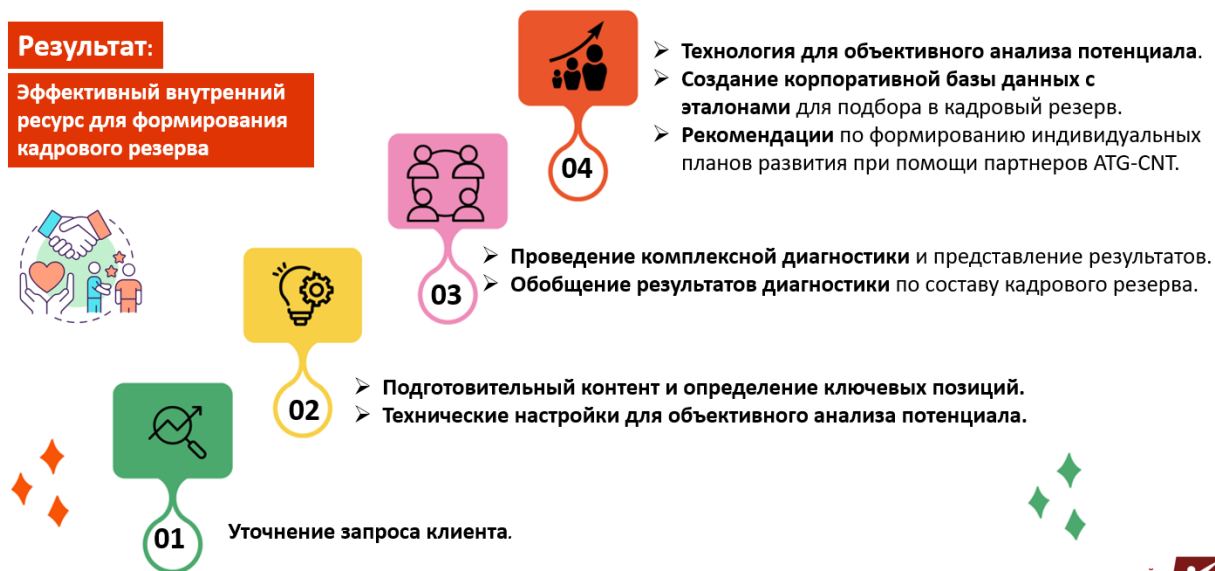 Результат:
Эффективный внутренний
ресурс для формирования
кадрового резерва
04
➢ Технология для объективного анализа потенциала.
➢ Создание корпоративной базы данных с
эталонами для подбора в кадровый резерв.
➢ Рекомендации по формированию индивидуальных
планов развития при помощи партнеров ATG-CNT.
03
➢ Проведение комплексной диагностики и представление результатов.
➢ Обобщение результатов диагностики по составу кадрового резерва.
02
➢ Подготовительный контент и определение ключевых позиций.
➢ Технические настройки для объективного анализа потенциала.
01
Уточнение запроса клиента.